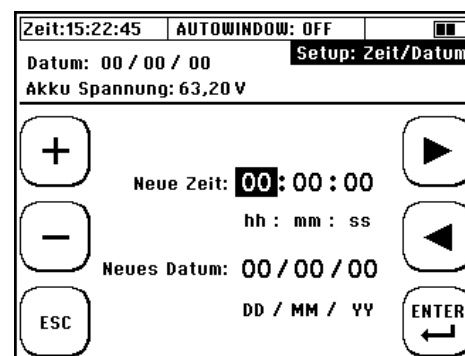 Zeit:15:22:45 AUTOWINDOW: OFF
Setup: Zeit/Datum
Datum: 00 / 00 / 00
Akku Spannung: 63,20 V
+
Neue Zeit: 00 : 00 : 00
hh : mm : ss
−
Neues Datum: 00 / 00 / 00
DD / MM / YY
ESC
ENTER